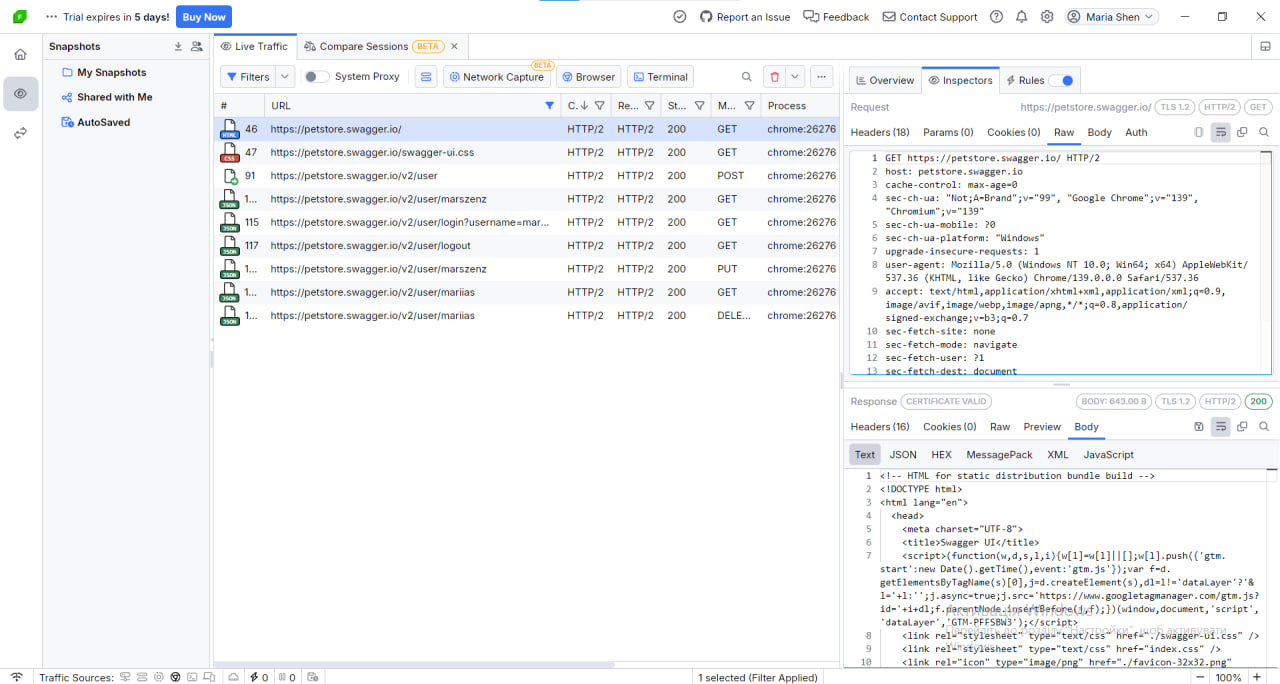 Trial expires in 5 days! Buy Now Report an Issue Feedback Contact Support Maria Shen
Snapshots
My Snapshots
Shared with Me
AutoSaved
Live Traffic Compare Sessions BETA
Filters System Proxy Network Capture BETA Browser Terminal
# URL C. Re... St... M... Process
HTML 46 https://petstore.swagger.io/ HTTP/2 HTTP/2 200 GET chrome:26276
CSS 47 https://petstore.swagger.io/swagger-ui.css HTTP/2 HTTP/2 200 GET chrome:26276
91 https://petstore.swagger.io/v2/user HTTP/2 HTTP/2 200 POST chrome:26276
JSON 1... https://petstore.swagger.io/v2/user/marszenz HTTP/2 HTTP/2 200 GET chrome:26276
JSON 115 https://petstore.swagger.io/v2/user/login?username=mar... HTTP/2 HTTP/2 200 GET chrome:26276
JSON 117 https://petstore.swagger.io/v2/user/logout HTTP/2 HTTP/2 200 GET chrome:26276
JSON 1... https://petstore.swagger.io/v2/user/marszenz HTTP/2 HTTP/2 200 PUT chrome:26276
JSON 1... https://petstore.swagger.io/v2/user/mariias HTTP/2 HTTP/2 200 GET chrome:26276
JSON 1... https://petstore.swagger.io/v2/user/mariias HTTP/2 HTTP/2 200 DELE... chrome:26276
Overview Inspectors Rules
Request https://petstore.swagger.io/ TLS 1.2 HTTP/2 GET
Headers (18) Params (0) Cookies (0) Raw Body Auth
1 GET https://petstore.swagger.io/ HTTP/2
2 host: petstore.swagger.io
3 cache-control: max-age=0
4 sec-ch-ua: "Not;A=Brand";v="99", "Google Chrome";v="139",
"Chromium";v="139"
5 sec-ch-ua-mobile: ?0
6 sec-ch-ua-platform: "Windows"
7 upgrade-insecure-requests: 1
8 user-agent: Mozilla/5.0 (Windows NT 10.0; Win64; x64) AppleWebKit/
537.36 (KHTML, like Gecko) Chrome/139.0.0.0 Safari/537.36
9 accept: text/html,application/xhtml+xml,application/xml;q=0.9,
image/avif,image/webp,image/apng,*/*;q=0.8,application/
signed-exchange;v=b3;q=0.7
10 sec-fetch-site: none
11 sec-fetch-mode: navigate
12 sec-fetch-user: ?1
13 sec-fetch-dest: document
Response CERTIFICATE VALID BODY: 643.00 B TLS 1.2 HTTP/2 200
Headers (16) Cookies (0) Raw Preview Body
Text JSON HEX MessagePack XML JavaScript
1 <!-- HTML for static distribution bundle build -->
2 <!DOCTYPE html>
3 <html lang="en">
4 <head>
5 <meta charset="UTF-8">
6 <title>Swagger UI</title>
7 <script>(function(w,d,s,l,i){w[l]=w[l]||[];w[l].push({'gtm.
start':new Date().getTime(),event:'gtm.js'});var f=d.
getElementsByTagName(s)[0],j=d.createElement(s),dl=l!='dataLayer'?'&
l='+l:'';j.async=true;j.src='https://www.googletagmanager.com/gtm.js?
id='+i+dl;f.parentNode.insertBefore(j,f);})(window,document,'script',
'dataLayer','GTM-PFFSBW3');</script>
8 <link rel="stylesheet" type="text/css" href="./swagger-ui.css" />
9 <link rel="stylesheet" type="text/css" href="index.css" />
10 <link rel="icon" type="image/png" href="./favicon-32x32.png"
Активація Windows
Перейдіть до розділу "Настройки", щоб активувати
Windows.
Traffic Sources: 0 0 1 selected (Filter Applied) 100%